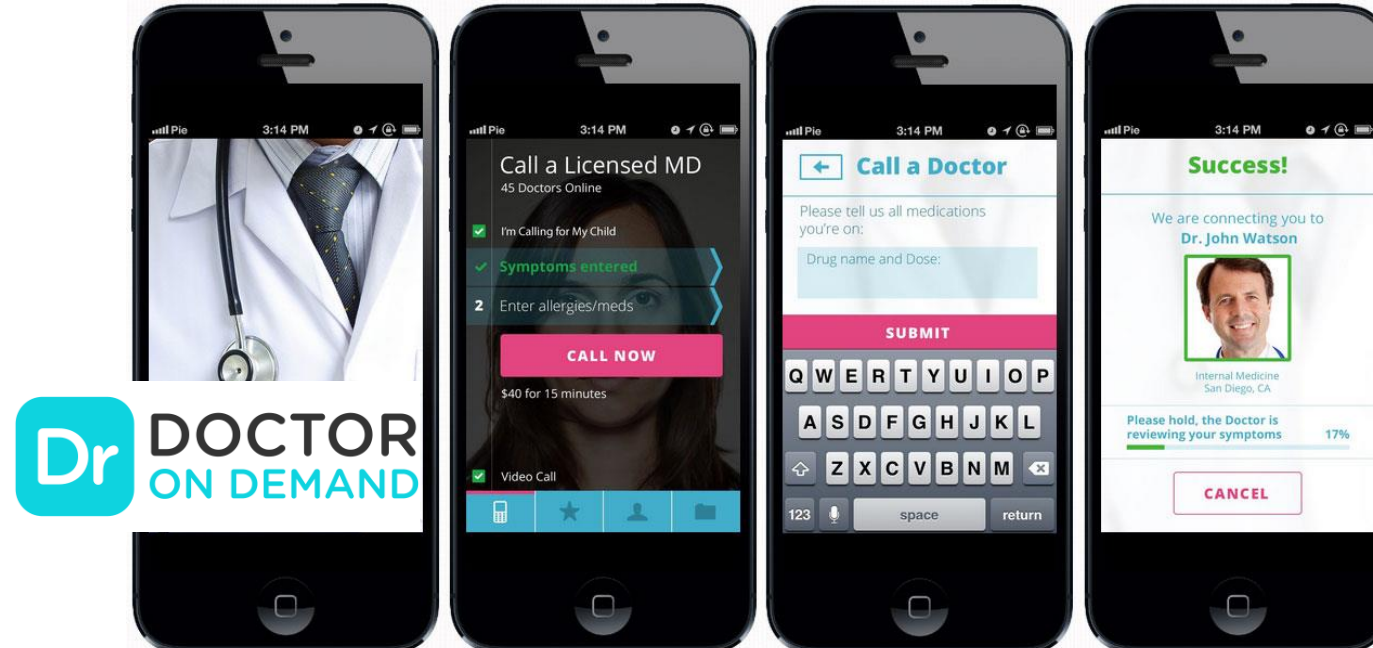 Pie 3:14 PM
Dr DOCTOR
ON DEMAND
Pie 3:14 PM
Call a Licensed MD
45 Doctors Online
I'm Calling for My Child
Symptoms entered
2 Enter allergies/meds
CALL NOW
$40 for 15 minutes
Video Call
Pie 3:14 PM
Call a Doctor
Please tell us all medications
you're on:
Drug name and Dose:
SUBMIT
Q W E R T Y U I O P
A S D F G H J K L
Z X C V B N M
123 space return
Pie 3:14 PM
Success!
We are connecting you to
Dr. John Watson
Internal Medicine
San Diego, CA
Please hold, the Doctor is
reviewing your symptoms 17%
CANCEL